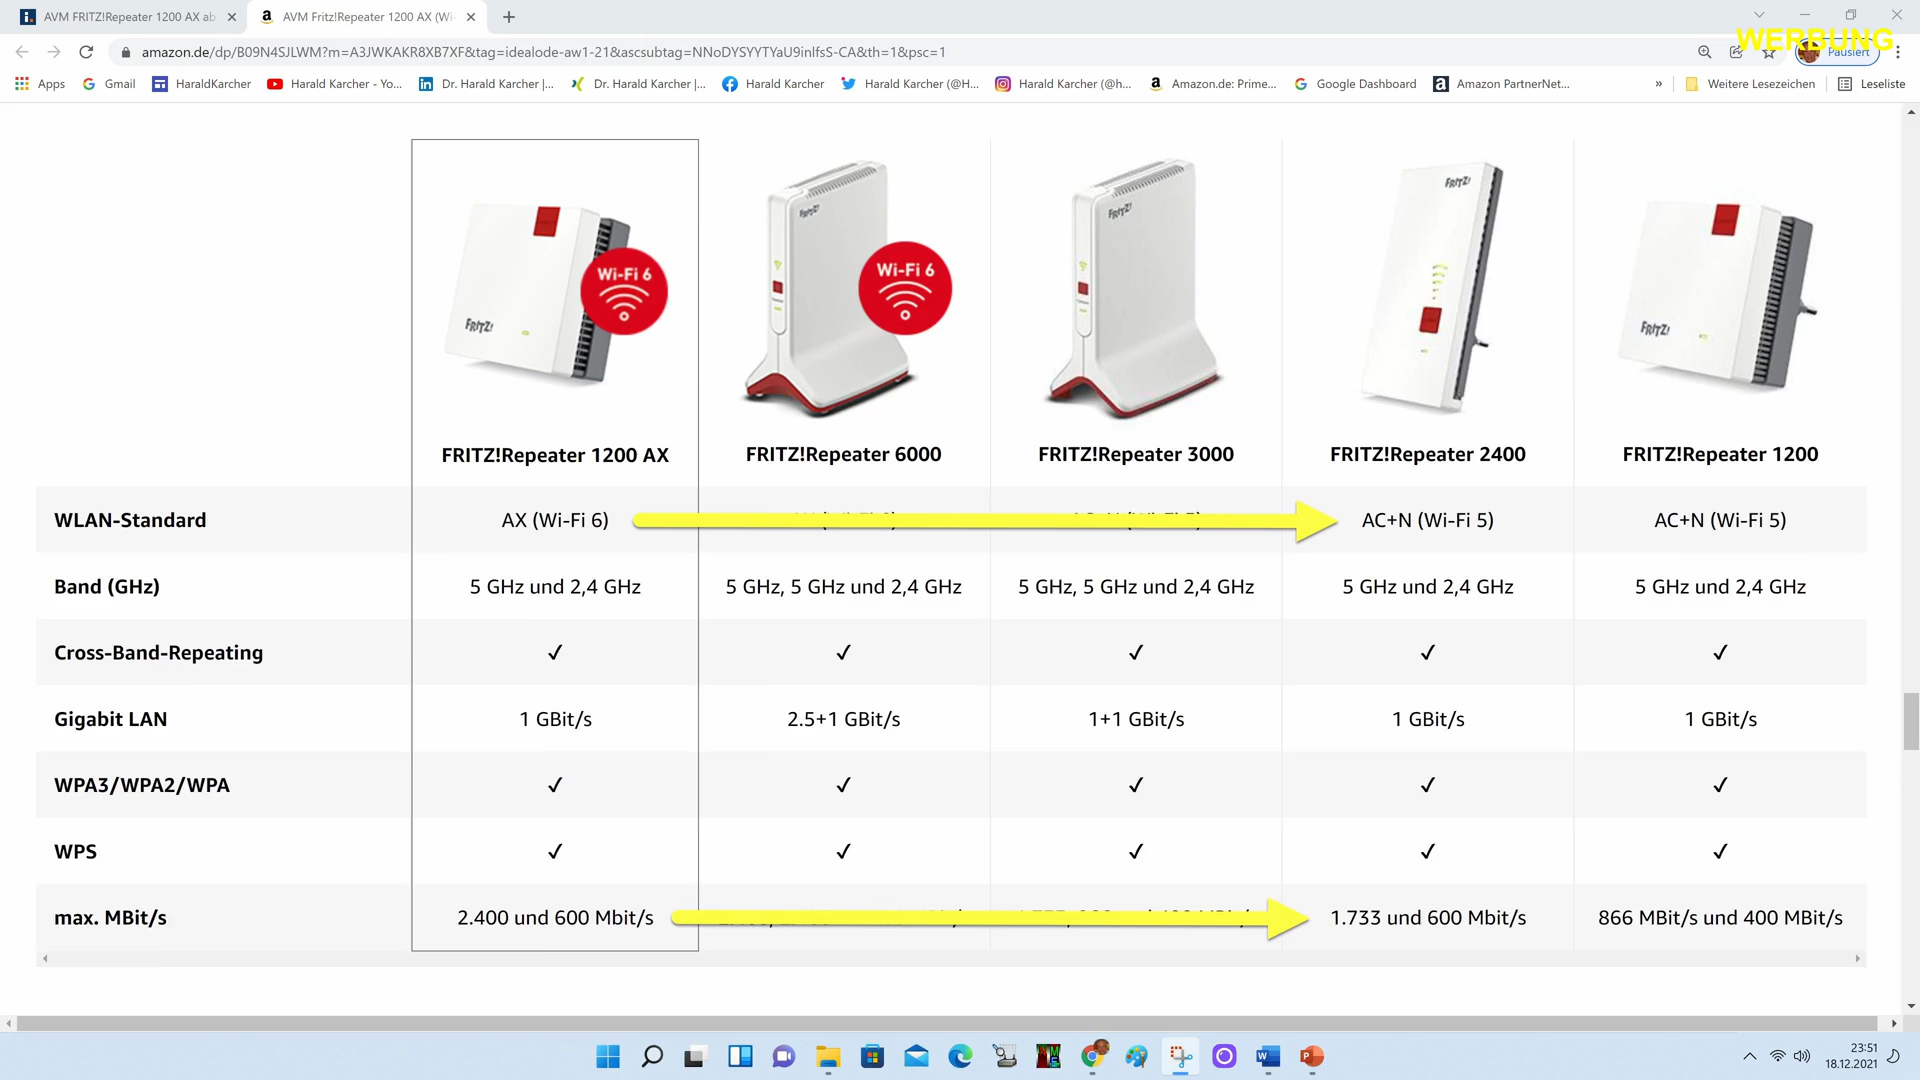 AVM FRITZ!Repeater 1200 AX ab
AVM Fritz!Repeater 1200 AX (Wi-
WERBUNG
amazon.de/dp/B09N4SJLWM?m=A3JWKAKR8XB7XF&tag=idealode-aw1-21&ascsubtag=NNoDYSYYTYaU9inlfsS-CA&th=1&psc=1
Pausiert
Apps Gmail HaraldKarcher Harald Karcher - Yo... Dr. Harald Karcher |... Dr. Harald Karcher |... Harald Karcher Harald Karcher (@H... Harald Karcher (@h... Amazon.de: Prime... Google Dashboard Amazon PartnerNet... » Weitere Lesezeichen Leseliste
FRITZ! Wi-Fi 6
FRITZ! Wi-Fi 6
FRITZ!
FRITZ!
FRITZ!
FRITZ!Repeater 1200 AX FRITZ!Repeater 6000 FRITZ!Repeater 3000 FRITZ!Repeater 2400 FRITZ!Repeater 1200
WLAN-Standard AX (Wi-Fi 6) AC+N (Wi-Fi 5) AC+N (Wi-Fi 5)
Band (GHz) 5 GHz und 2,4 GHz 5 GHz, 5 GHz und 2,4 GHz 5 GHz, 5 GHz und 2,4 GHz 5 GHz und 2,4 GHz 5 GHz und 2,4 GHz
Cross-Band-Repeating ✓ ✓ ✓ ✓ ✓
Gigabit LAN 1 GBit/s 2.5+1 GBit/s 1+1 GBit/s 1 GBit/s 1 GBit/s
WPA3/WPA2/WPA ✓ ✓ ✓ ✓ ✓
WPS ✓ ✓ ✓ ✓ ✓
max. MBit/s 2.400 und 600 Mbit/s 1.733 und 600 Mbit/s 866 MBit/s und 400 MBit/s
23:51
18.12.2021